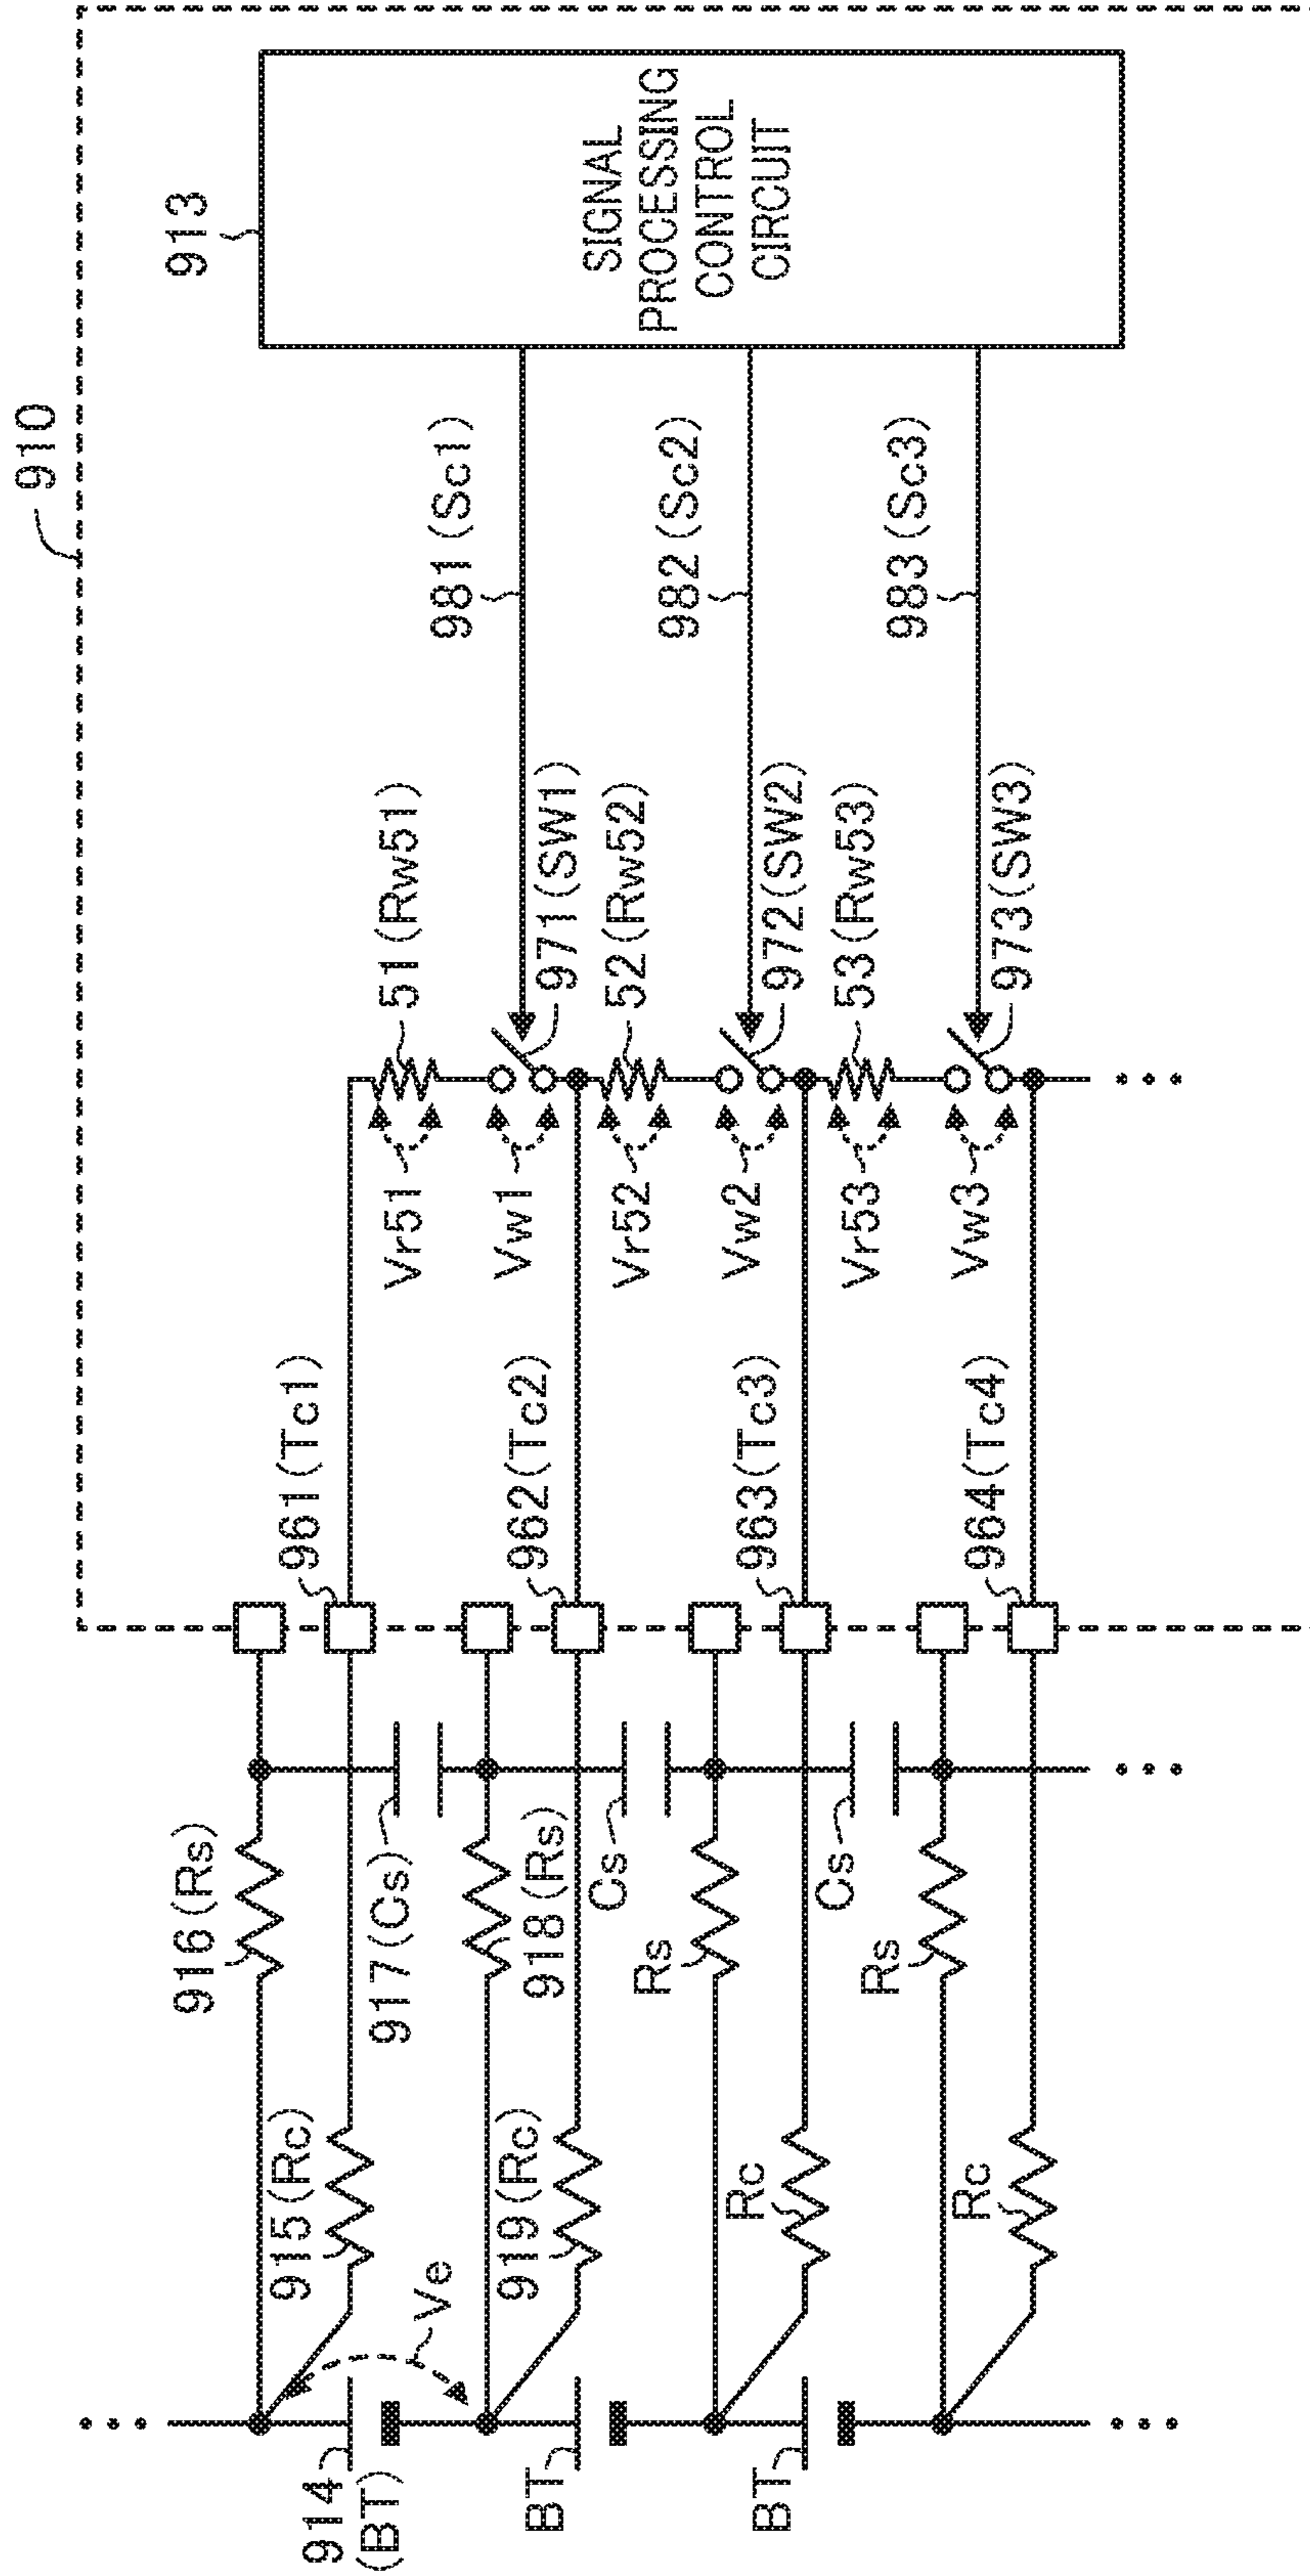 910
913
SIGNAL
PROCESSING
CONTROL
CIRCUIT
981(Sc1)
982(Sc2)
983(Sc3)
51(Rw51)
971(SW1)
52(Rw52)
972(SW2)
53(Rw53)
973(SW3)
Vr51
Vw1
Vr52
Vw2
Vr53
Vw3
961(Tc1)
962(Tc2)
963(Tc3)
964(Tc4)
916(Rs)
917(Cs)
918(Rs)
Cs
Rs
Cs
Rs
915(Rc)
919(Rc)
Rc
Rc
Ve
914
(BT)
BT
BT